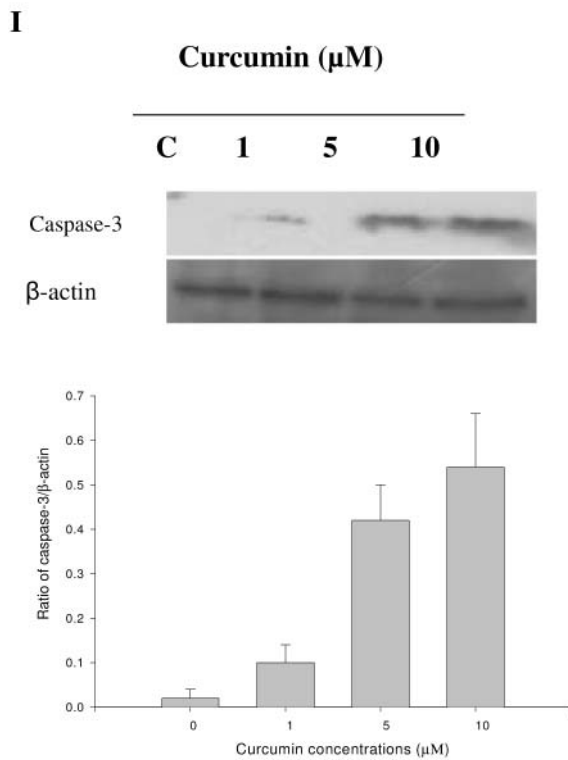 I
Curcumin (µM)
C 1 5 10
Caspase-3
β-actin
0.7
0.6
0.5
0.4
0.3
0.2
0.1
0.0
Ratio of caspase-3/β-actin
0 1 5 10
Curcumin concentrations (µM)